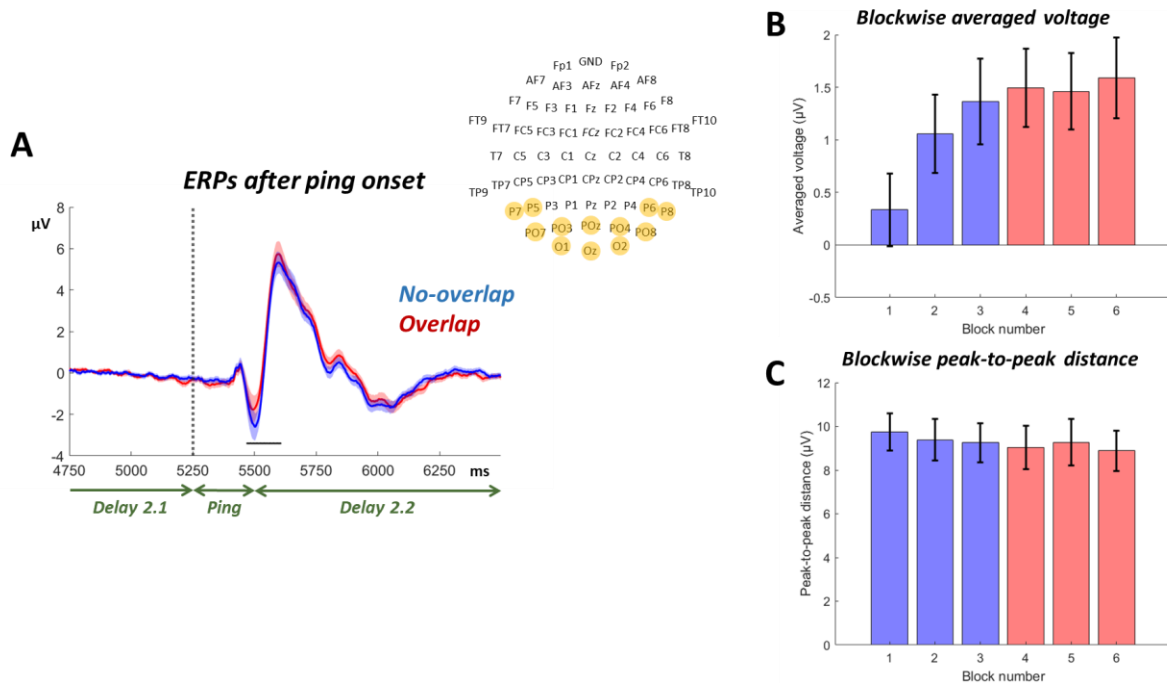 A
ERPs after ping onset
µV
8
6
4
2
0
-2
-4
4750 5000 5250 5500 5750 6000 6250 ms
Delay 2.1 Ping Delay 2.2
No-overlap
Overlap
Fp1 GND Fp2
AF7 AF3 AFz AF4 AF8
F7 F5 F3 F1 Fz F2 F4 F6 F8
FT9 FT7 FC5 FC3 FC1 FCz FC2 FC4 FC6 FT8 FT10
T7 C5 C3 C1 Cz C2 C4 C6 T8
TP9 TP7 CP5 CP3 CP1 CPz CP2 CP4 CP6 TP8 TP10
P7 P5 P3 P1 Pz P2 P4 P6 P8
PO7 PO3 POz PO4 PO8
O1 Oz O2
B
Blockwise averaged voltage
Averaged voltage (µV)
2
1.5
1
0.5
0
-0.5
1 2 3 4 5 6
Block number
C
Blockwise peak-to-peak distance
Peak-to-peak distance (µV)
12
10
8
6
4
2
0
1 2 3 4 5 6
Block number